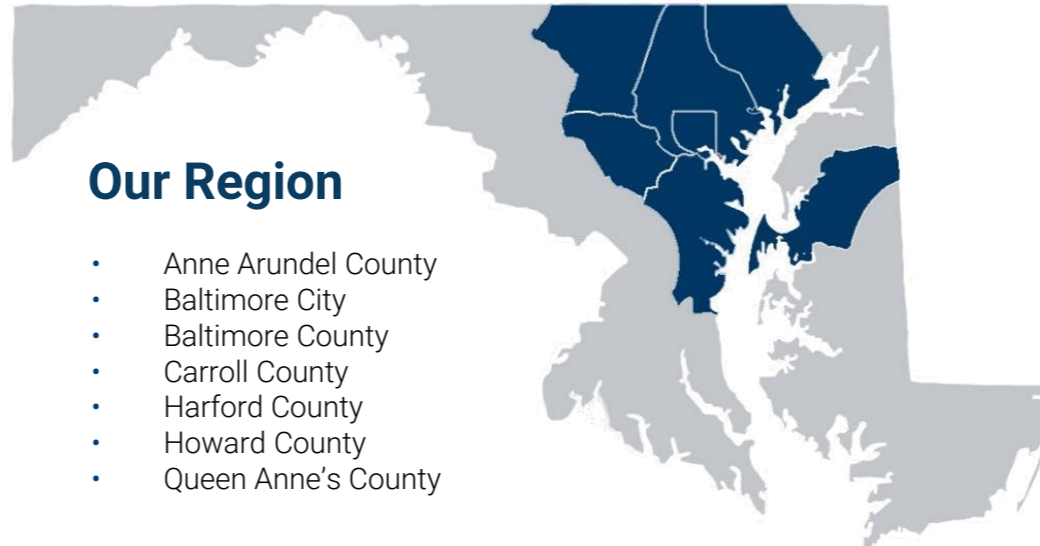 Our Region
• Anne Arundel County
• Baltimore City
• Baltimore County
• Carroll County
• Harford County
• Howard County
• Queen Anne’s County